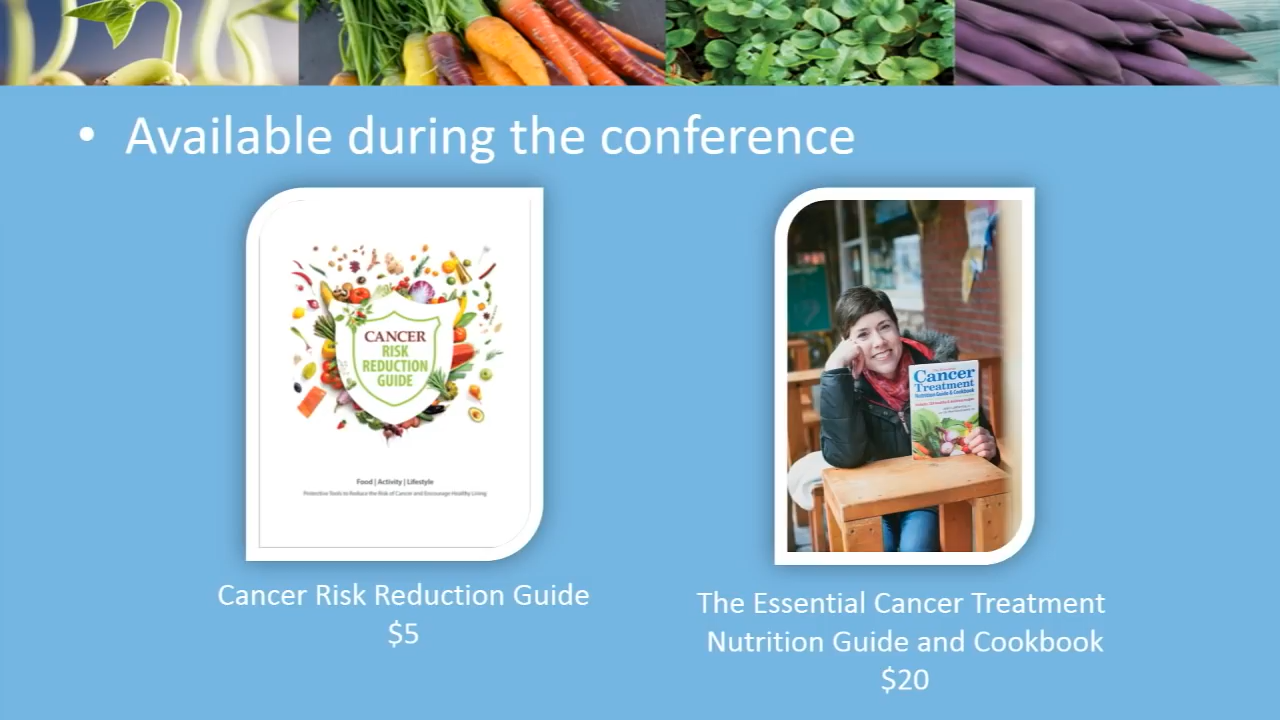 • Available during the conference
CANCER
RISK
REDUCTION
GUIDE
Food | Activity | Lifestyle
Protective Tools to Reduce the Risk of Cancer and Encourage Healthy Living
Cancer
Treatment
Nutrition Guide & Cookbook
Cancer Risk Reduction Guide
$5
The Essential Cancer Treatment
Nutrition Guide and Cookbook
$20